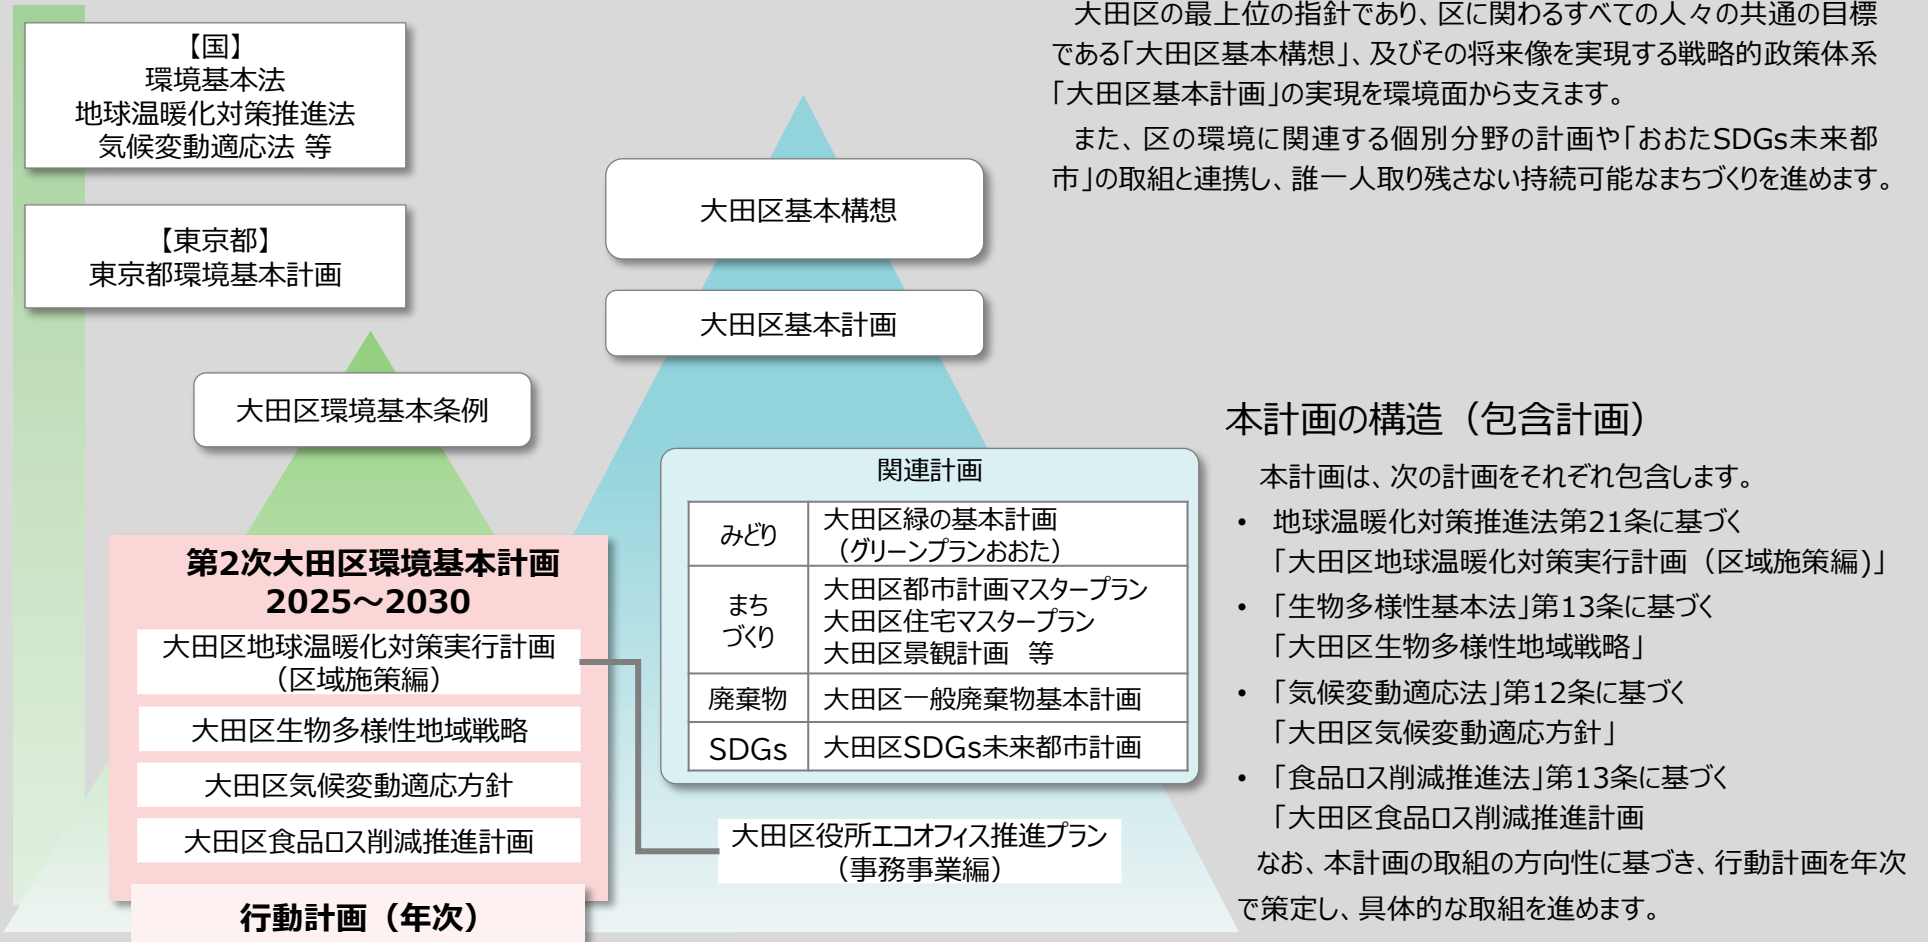 【国】
環境基本法
地球温暖化対策推進法
気候変動適応法 等
【東京都】
東京都環境基本計画
大田区環境基本条例
第2次大田区環境基本計画
2025～2030
大田区地球温暖化対策実行計画
（区域施策編）
大田区生物多様性地域戦略
大田区気候変動適応方針
大田区食品ロス削減推進計画
行動計画（年次）
大田区基本構想
大田区基本計画
関連計画
みどり
大田区緑の基本計画
（グリーンプランおおた）
まち
づくり
大田区都市計画マスタープラン
大田区住宅マスタープラン
大田区景観計画 等
廃棄物
大田区一般廃棄物基本計画
SDGs
大田区SDGs未来都市計画
大田区役所エコオフィス推進プラン
（事務事業編）
大田区の最上位の指針であり、区に関わるすべての人々の共通の目標
である「大田区基本構想」、及びその将来像を実現する戦略的政策体系
「大田区基本計画」の実現を環境面から支えます。
また、区の環境に関連する個別分野の計画や「おおたSDGs未来都
市」の取組と連携し、誰一人取り残さない持続可能なまちづくりを進めます。
本計画の構造（包含計画）
本計画は、次の計画をそれぞれ包含します。
• 地球温暖化対策推進法第21条に基づく
「大田区地球温暖化対策実行計画（区域施策編)」
• 「生物多様性基本法」第13条に基づく
「大田区生物多様性地域戦略」
• 「気候変動適応法」第12条に基づく
「大田区気候変動適応方針」
• 「食品ロス削減推進法」第13条に基づく
「大田区食品ロス削減推進計画
なお、本計画の取組の方向性に基づき、行動計画を年次
で策定し、具体的な取組を進めます。